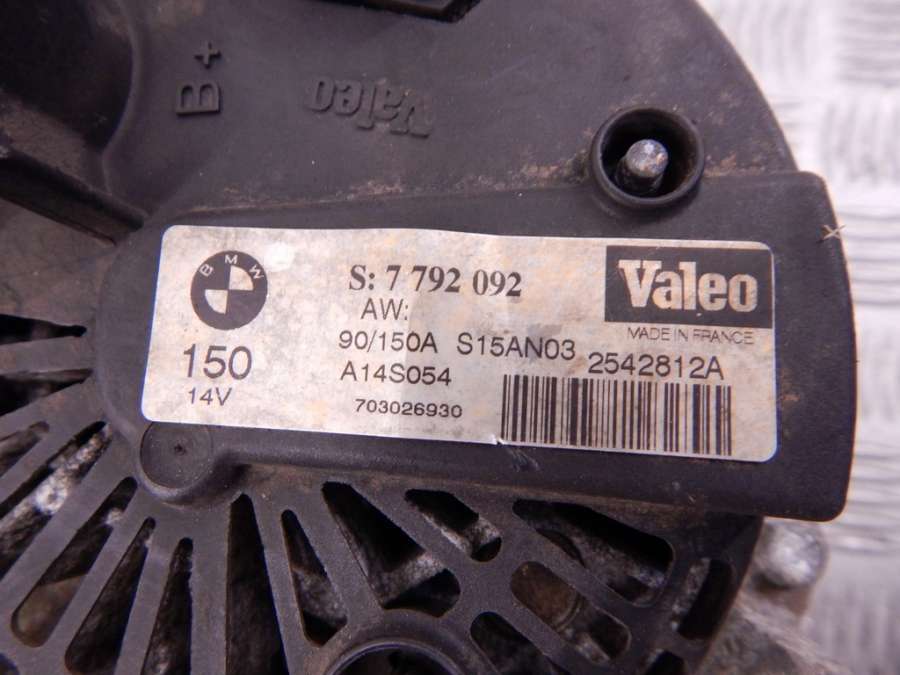 B+
Valeo
BMW
S: 7 792 092
Valeo
AW:
MADE IN FRANCE
150
90/150A S15AN03 2542812A
14V
A14S054
703026930